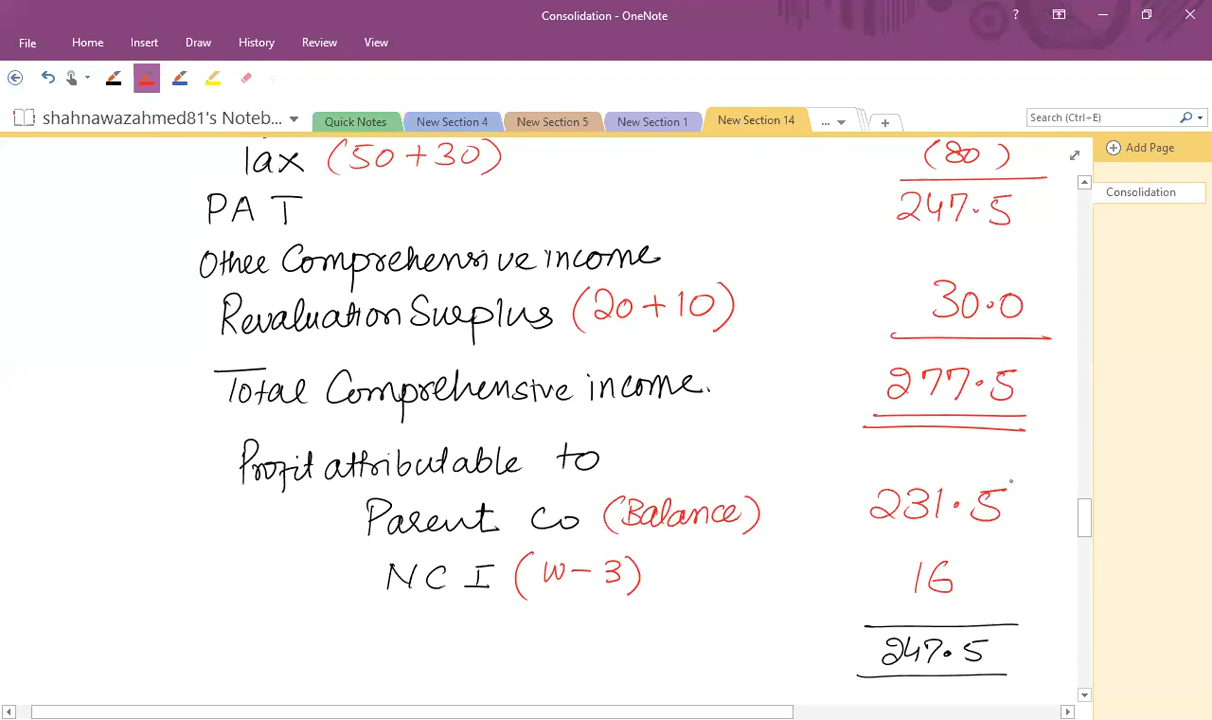 Consolidation - OneNote
?
File Home Insert Draw History Review View
shahnawazahmed81's Noteb... Quick Notes New Section 4 New Section 5 New Section 1 New Section 14 ... Search (Ctrl+E)
Add Page
Consolidation
Tax (50+30) (80)
PAT 247.5
Other Comprehensive income
Revaluation Surplus (20+10) 30.0
Total Comprehensive income. 277.5
Profit attributable to
Parent Co (Balance) 231.5
NCI (W-3) 16
247.5